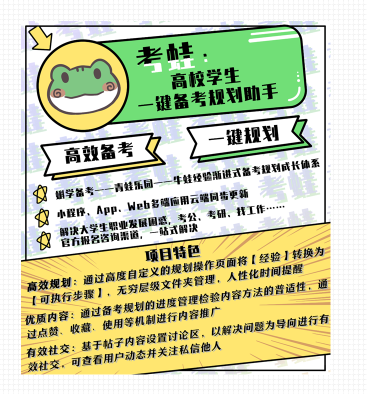 考蛙：
高校学生
一键备考规划助手
高效备考
一键规划
蝌学备考——青蛙乐园——牛蛙经验渐进式备考规划成长体系
小程序、App、Web多端应用云端同步更新
解决大学生职业发展困惑，考公、考研、找工作……
官方报名咨询渠道，一站式解决
项目特色
高效规划：通过高度自定义的规划操作页面将【经验】转换为
【可执行步骤】，无穷层级文件夹管理，人性化时间提醒
优质内容：通过备考规划的进度管理检验内容方法的普适性，通
过点赞、收藏、使用等机制进行内容推广
有效社交：基于帖子内容设置讨论区，以解决问题为导向进行有
效社交，可查看用户动态并关注私信他人